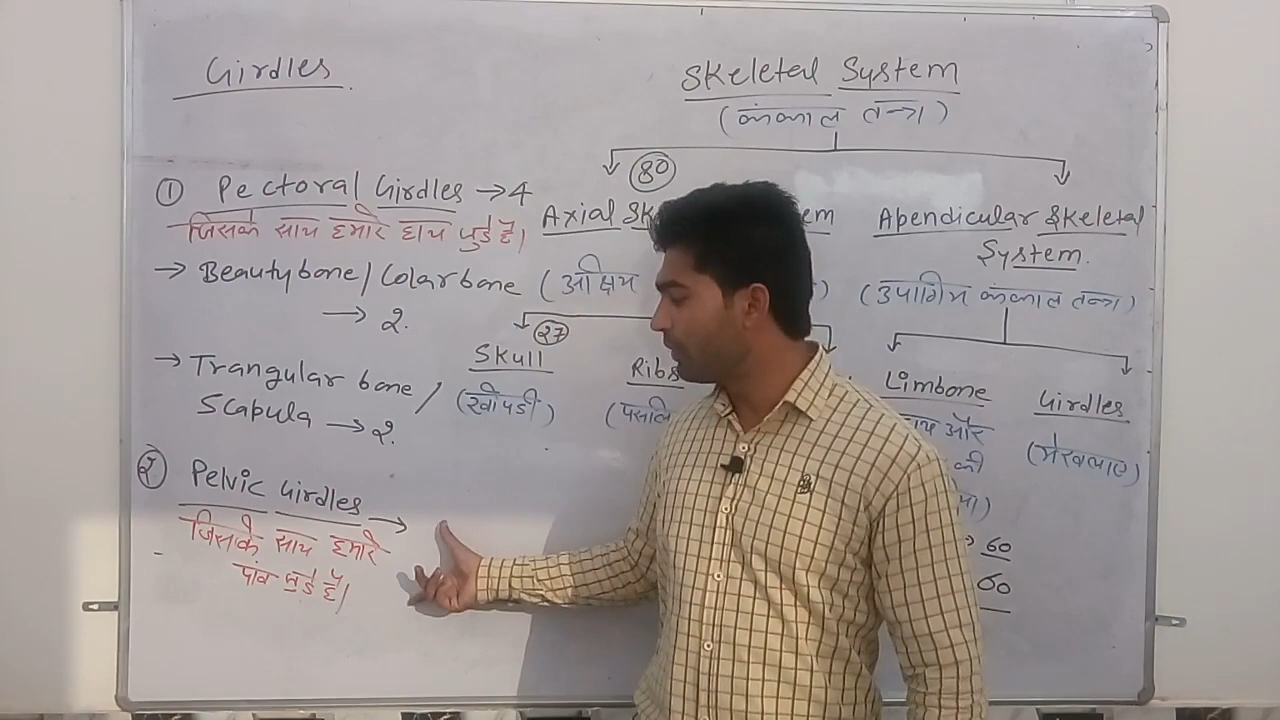 Girdles
① Pectoral Girdles → 4
जिसके साथ हमारे हाथ जुडे है।
→ Beautybone / Colarbone
→ 2.
→ Trangular bone /
Scapula → 2.
② Pelvic Girdles →
जिसके साथ हमारे
पांव जुडे है।
Skeletal System
(कंकाल तन्त्र)
80
Axial
(अक्षिय
27
Skull
(खोपडी)
Ribs
Apendicular Skeletal
System.
(उपांगिय कंकाल तन्त्र)
Limbone
और
की
60
60
Girdles
(मेखलाए)